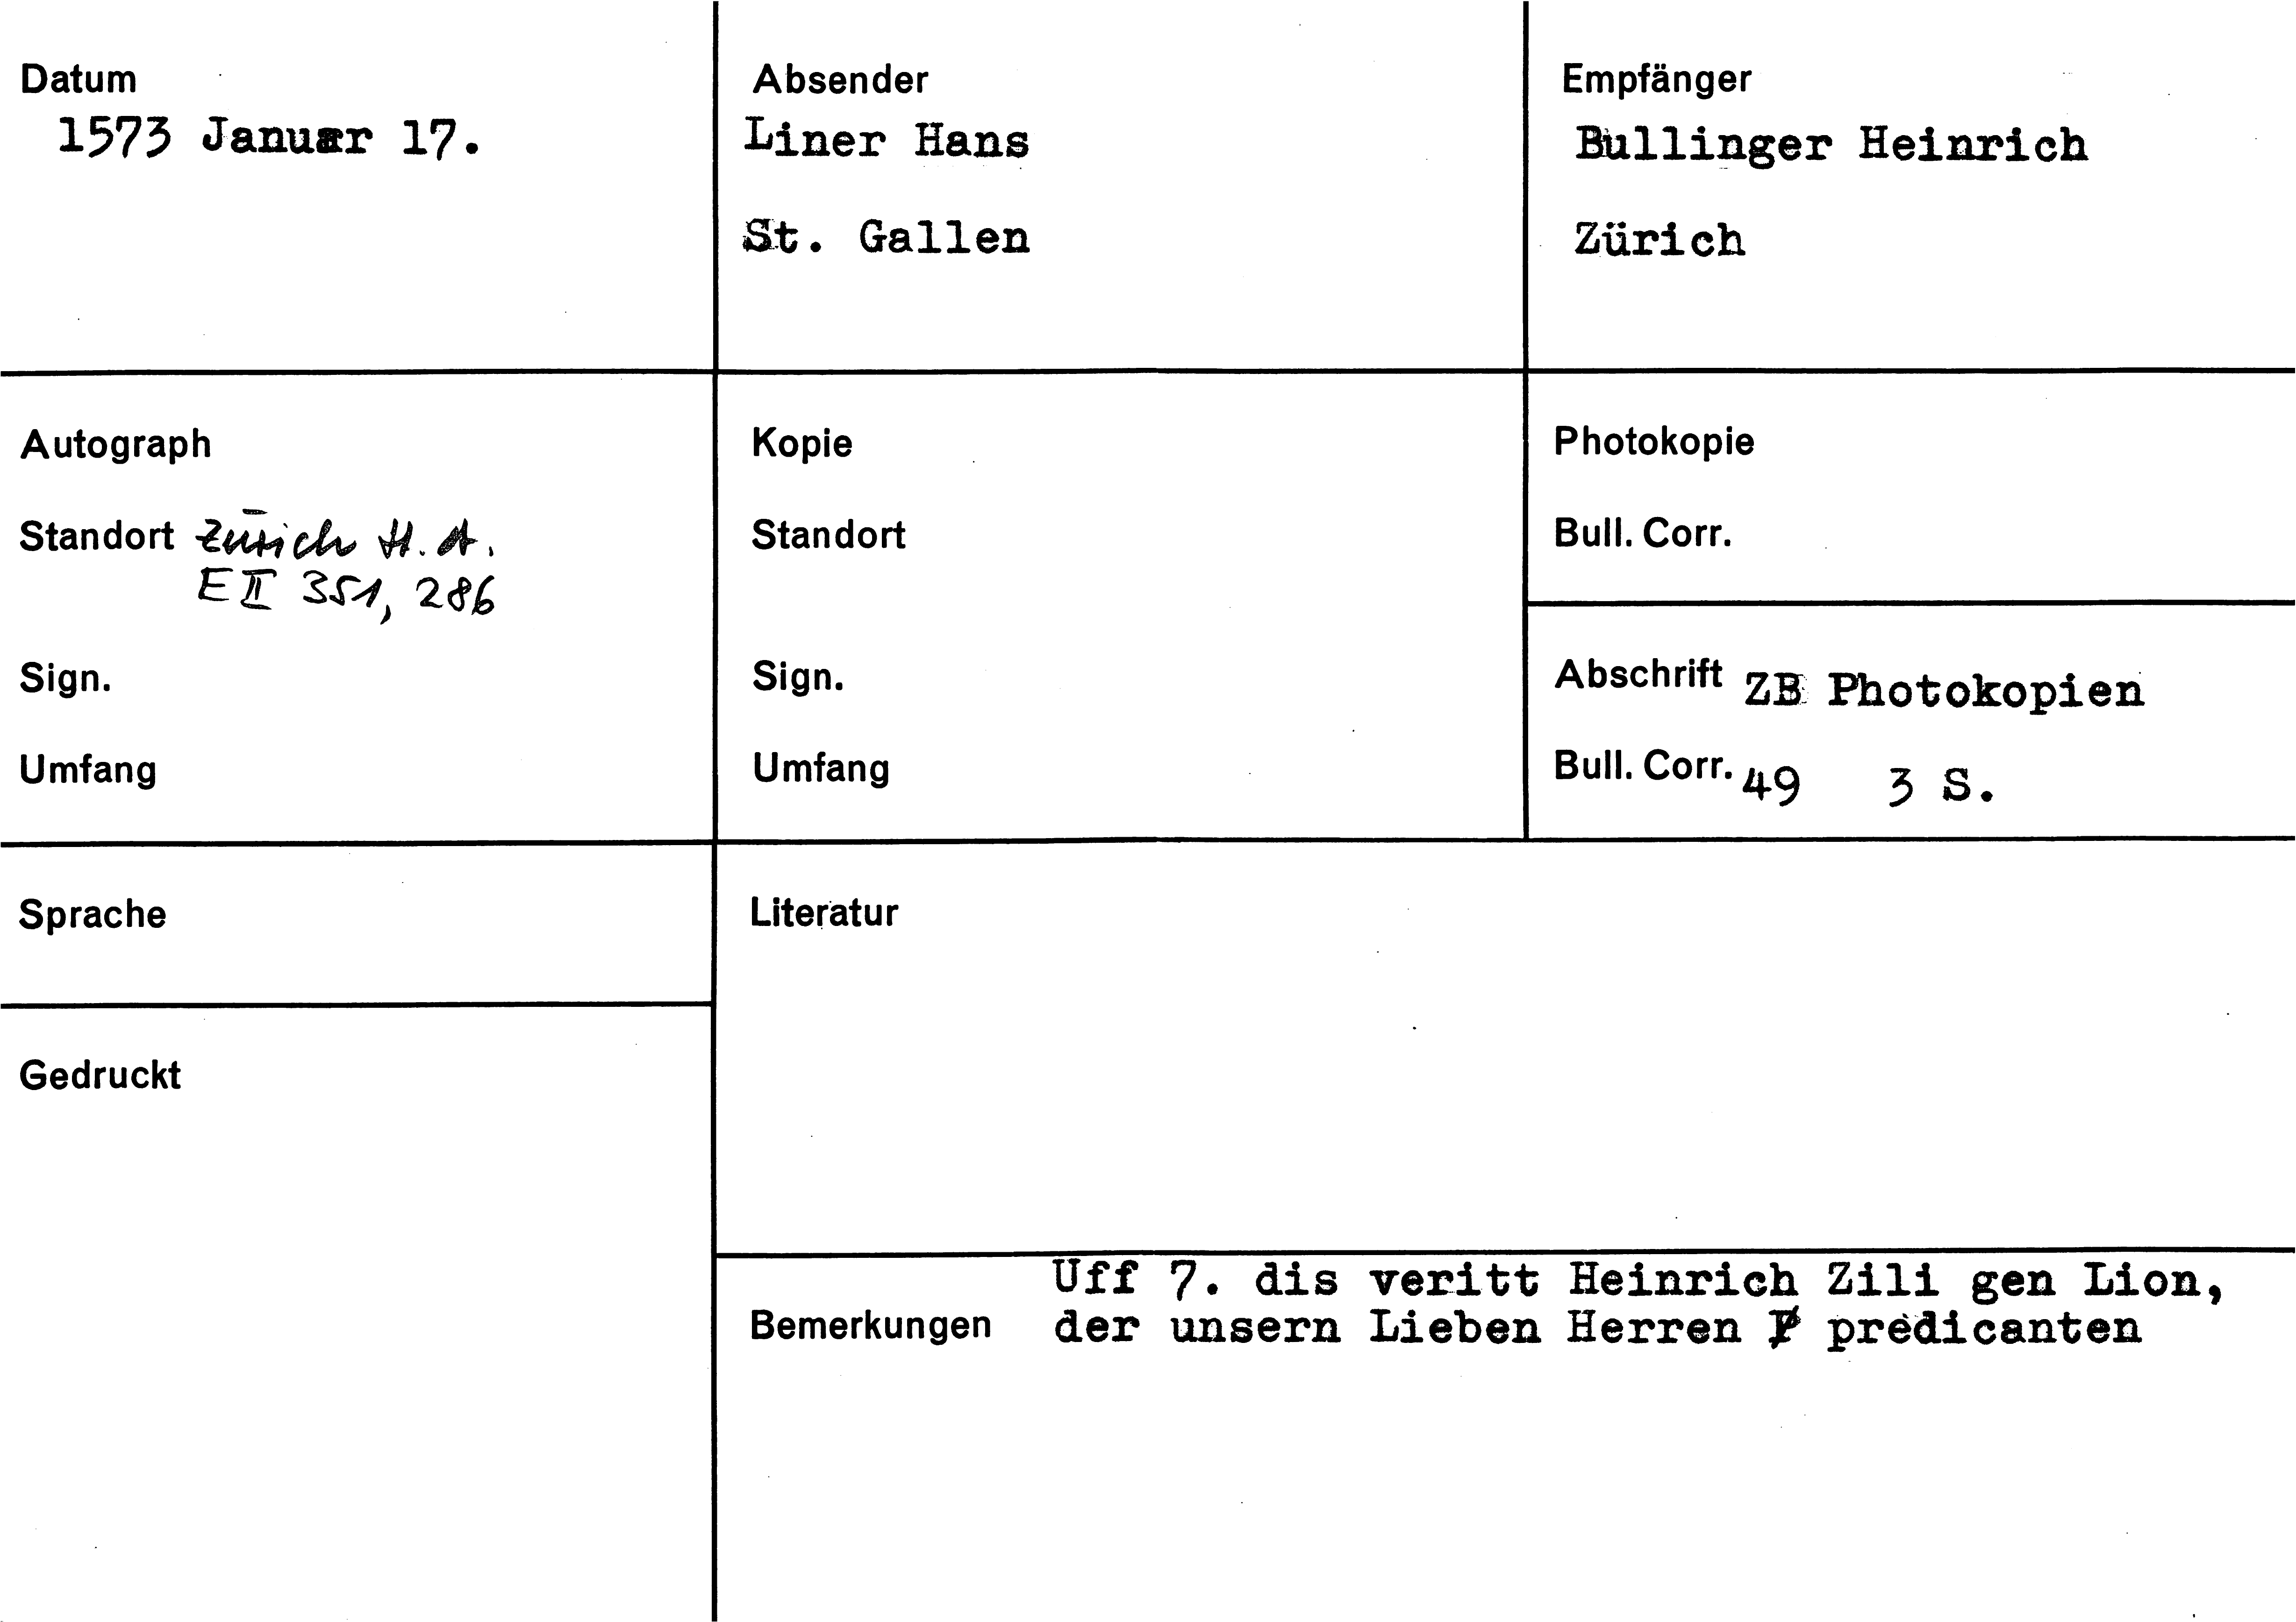 Datum
1573 Januar 17.
Absender
Liner Hans
St. Gallen
Empfänger
Bullinger Heinrich
Zürich
Autograph
Standort Zürich St. A.
E II 351, 286
Sign.
Umfang
Kopie
Standort
Sign.
Umfang
Photokopie
Bull. Corr.
Abschrift ZB Photokopien
Bull. Corr. 49 3 S.
Sprache
Gedruckt
Literatur
Bemerkungen
Uff 7. dis veritt Heinrich Zili gen Lion,
der unsern Lieben Herren predicanten